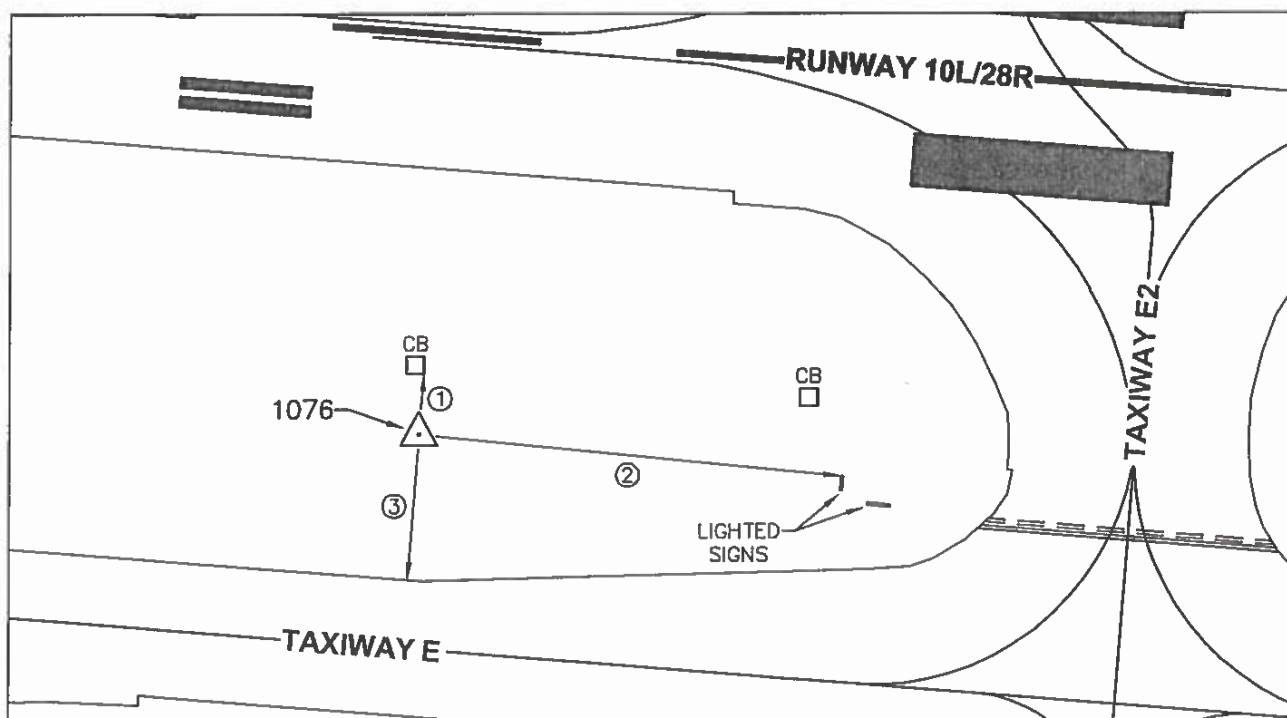 RUNWAY 10L/28R
TAXIWAY E2
CB
CB
1076
①
②
③
LIGHTED
SIGNS
TAXIWAY E